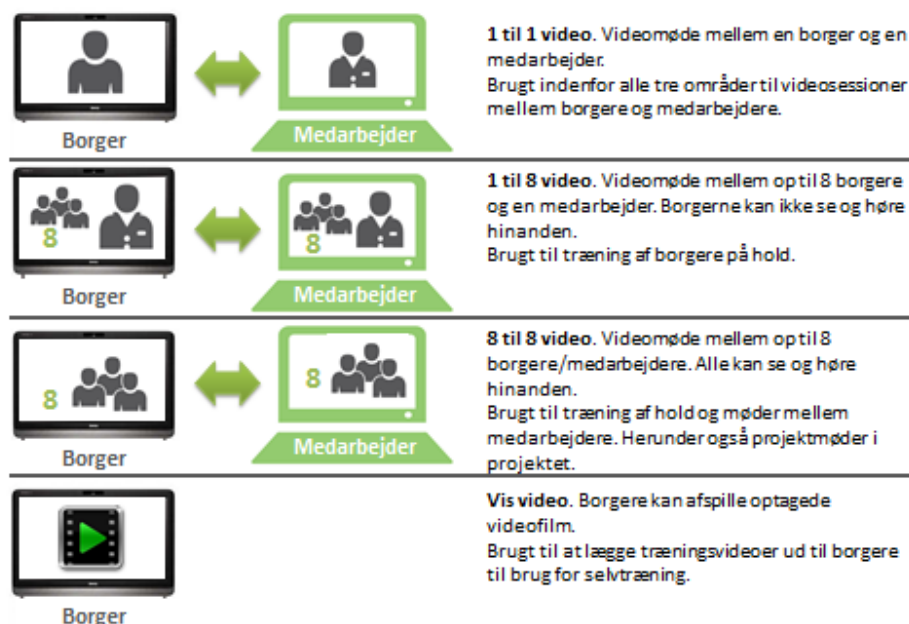 Borger
Medarbejder
1 til 1 video. Videomøde mellem en borger og en
medarbejder.
Brugt indenfor alle tre områder til videosessioner
mellem borgere og medarbejdere.
8
8
Borger
Medarbejder
1 til 8 video. Videomøde mellem op til 8 borgere
og en medarbejder. Borgerne kan ikke se og høre
hinanden.
Brugt til træning af borgere på hold.
8
8
Borger
Medarbejder
8 til 8 video. Videomøde mellem op til 8
borgere/medarbejdere. Alle kan se og høre
hinanden.
Brugt til træning af hold og møder mellem
medarbejdere. Herunder også projektmøder i
projektet.
Borger
Vis video. Borgere kan afspille optagede
videofilm.
Brugt til at lægge træningsvideoer ud til borgere
til brug for selvtræning.